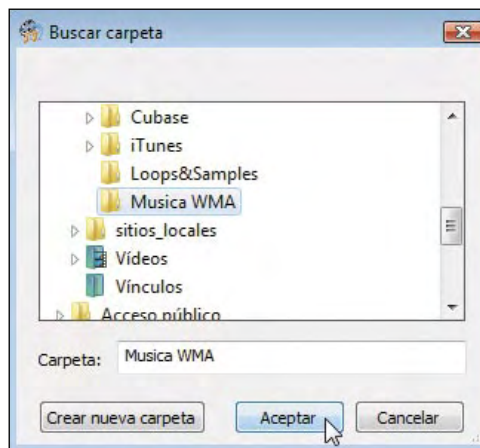 Buscar carpeta
Cubase
iTunes
Loops&Samples
Musica WMA
sitios_locales
Vídeos
Vínculos
Acceso público
Carpeta: Musica WMA
Crear nueva carpeta Aceptar Cancelar